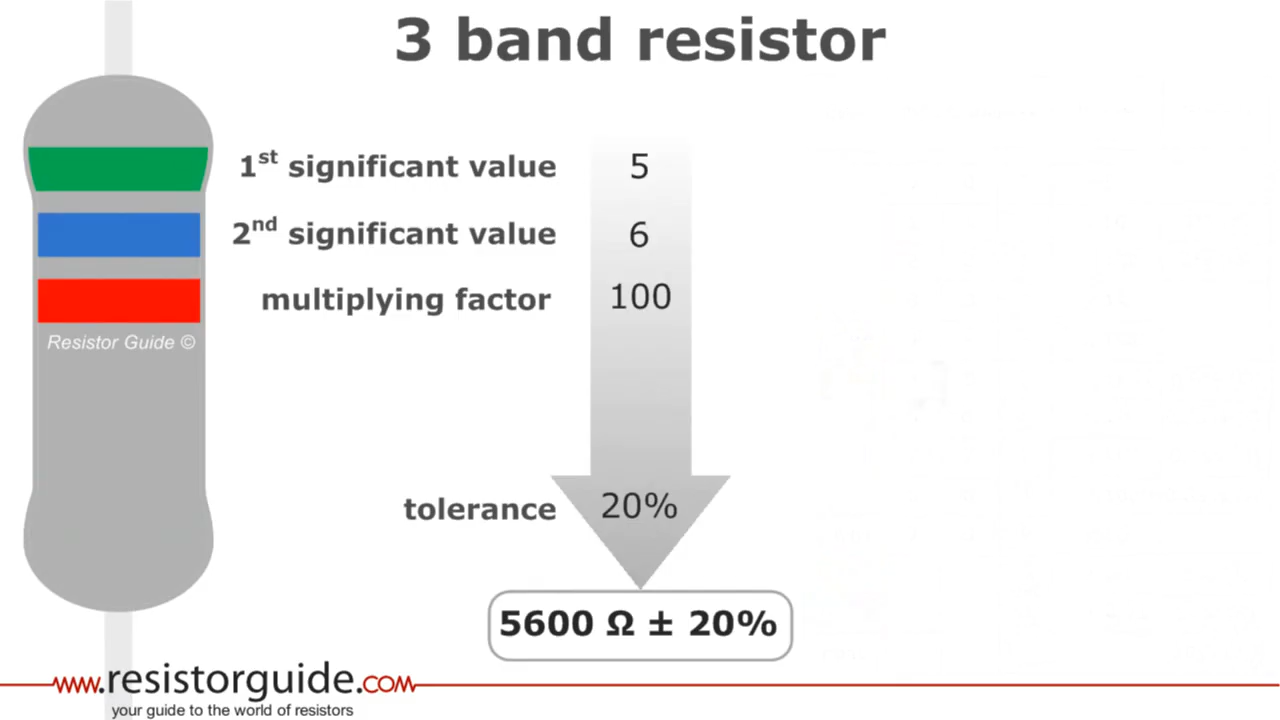 3 band resistor
1st significant value 5
2nd significant value 6
multiplying factor 100
Resistor Guide ©
tolerance 20%
5600 Ω ± 20%
www.resistorguide.com
your guide to the world of resistors